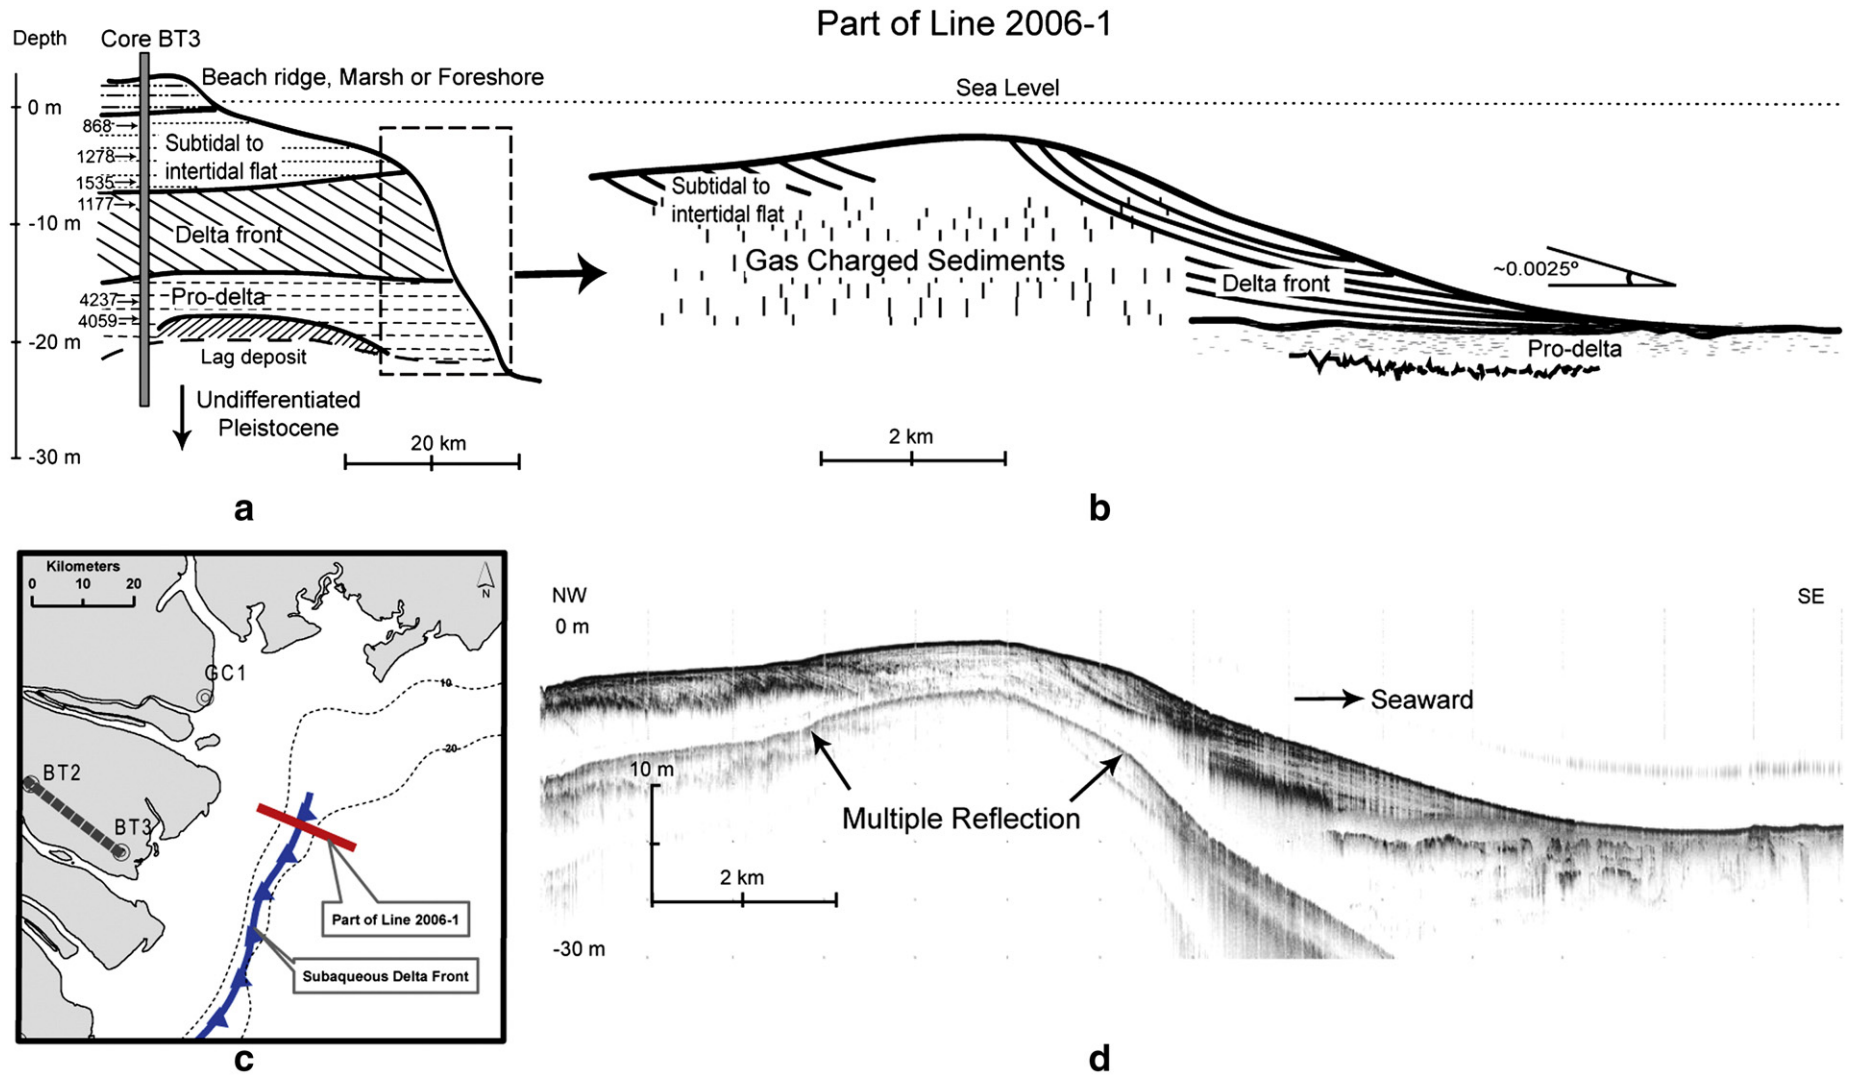 Part of Line 2006-1
Depth
Core BT3
Beach ridge, Marsh or Foreshore
Sea Level
0 m
868
Subtidal to
intertidal flat
1278
1535
1177
-10 m
Delta front
Pro-delta
4237
4059
-20 m
Lag deposit
Undifferentiated
Pleistocene
20 km
-30 m
a
Subtidal to
intertidal flat
Gas Charged Sediments
Delta front
~0.0025º
Pro-delta
2 km
b
Kilometers
0 10 20
N
GC1
10
20
BT2
BT3
Part of Line 2006-1
Subaqueous Delta Front
c
NW
SE
0 m
Seaward
10 m
Multiple Reflection
2 km
-30 m
d